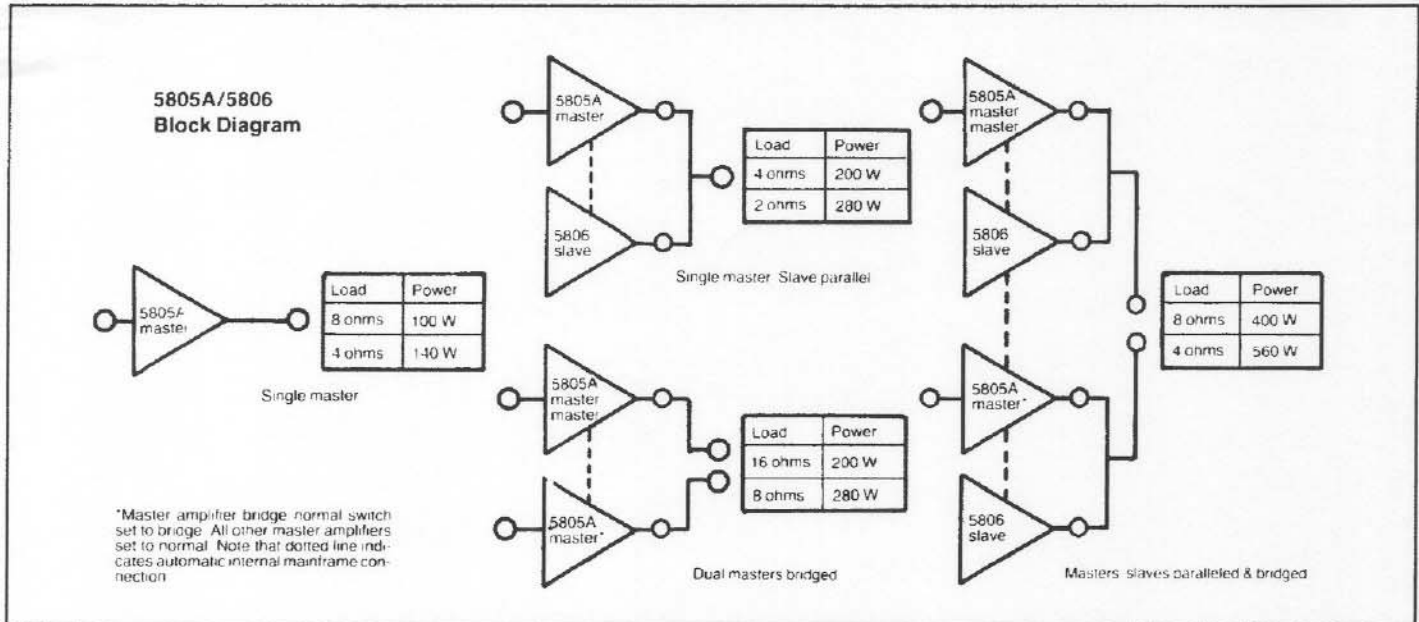 5805A/5806
Block Diagram
5805A
master
Load Power
8 ohms 100 W
4 ohms 140 W
Single master
5805A
master
5806
slave
Load Power
4 ohms 200 W
2 ohms 280 W
Single master Slave parallel
5805A
master
master
5805A
master*
Load Power
16 ohms 200 W
8 ohms 280 W
Dual masters bridged
5805A
master
master
5806
slave
5805A
master*
5806
slave
Load Power
8 ohms 400 W
4 ohms 560 W
Masters slaves paralleled & bridged
*Master amplifier bridge normal switch
set to bridge. All other master amplifiers
set to normal. Note that dotted line indi-
cates automatic internal mainframe con-
nection